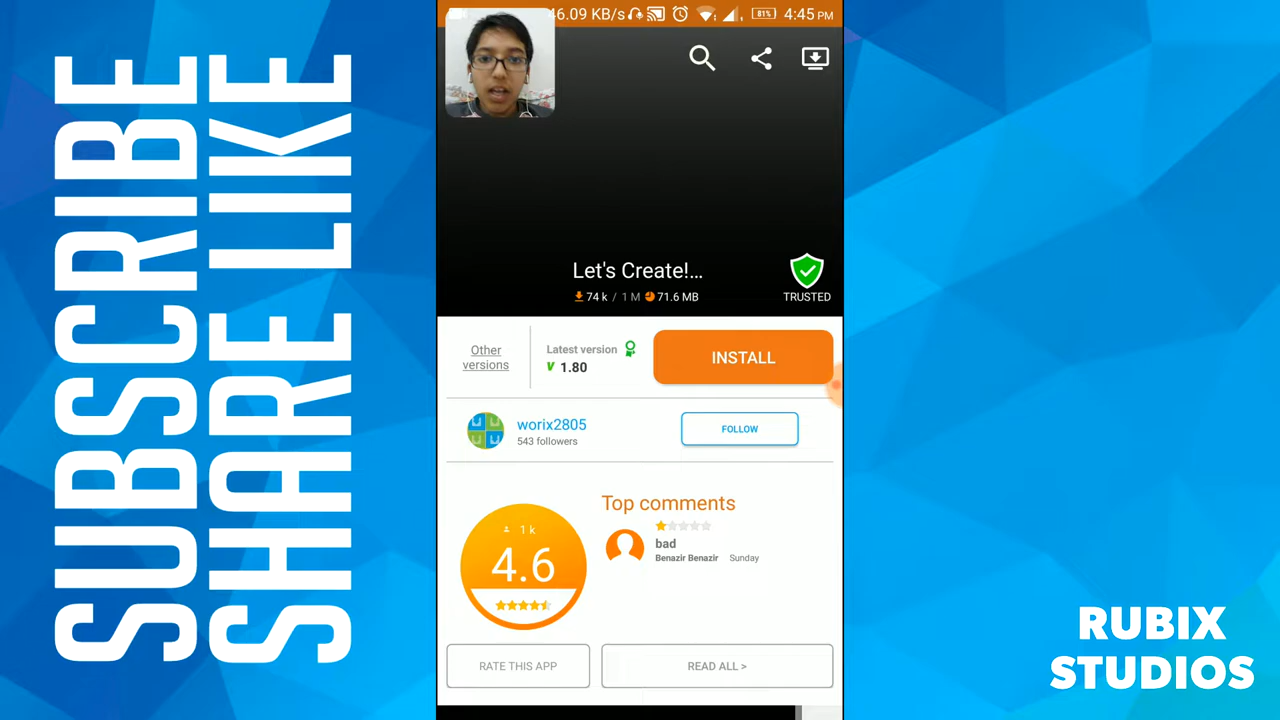 SUBSCRIBE
SHARE LIKE
46.09 KB/s
81%
4:45 PM
Let's Create!...
74 k / 1 M 71.6 MB
TRUSTED
Other
versions
Latest version
V 1.80
INSTALL
worix2805
543 followers
FOLLOW
Top comments
1 k
4.6
bad
Benazir Benazir Sunday
RATE THIS APP
READ ALL >
RUBIX
STUDIOS